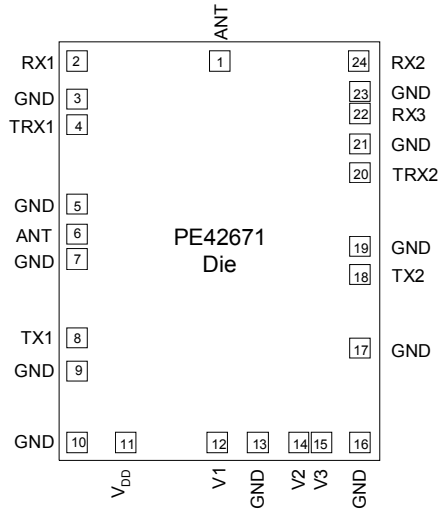 ANT
RX1 2 1 24 RX2
23 GND
GND 3
22 RX3
TRX1 4
21 GND
20 TRX2
GND 5
ANT 6 PE42671 19 GND
GND 7 Die
18 TX2
TX1 8
17 GND
GND 9
GND 10 11 12 13 14 15 16
VDD V1 GND V2 V3 GND